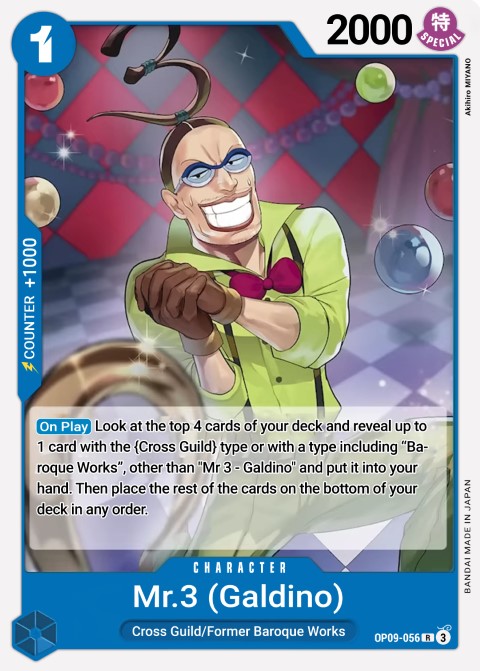 1
2000
特
SPECIAL
Akihiro MIYANO
COUNTER +1000
On Play Look at the top 4 cards of your deck and reveal up to
1 card with the {Cross Guild} type or with a type including “Ba-
roque Works”, other than "Mr 3 - Galdino" and put it into your
hand. Then place the rest of the cards on the bottom of your
deck in any order.
BANDAI MADE IN JAPAN
CHARACTER
Mr.3 (Galdino)
Cross Guild/Former Baroque Works
OP09-056 R 3